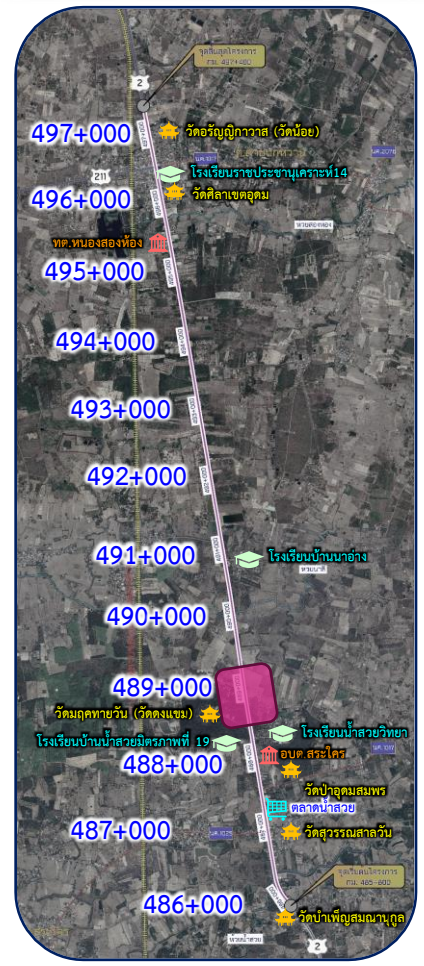 จุดสิ้นสุดโครงการ
กม. 497+480
2
497+000
วัดอรัญญิกาวาส (วัดน้อย)
211
โรงเรียนราชประชานุเคราะห์14
496+000
วัดศิลาเขตอุดม
ทต.หนองสองห้อง
495+000
494+000
493+000
492+000
491+000
โรงเรียนบ้านนาอ่าง
490+000
489+000
วัดมฤคทายวัน (วัดดงแขม)
โรงเรียนน้ำสวยวิทยา
โรงเรียนบ้านน้ำสวยมิตรภาพที่ 19
อบต.สระใคร
488+000
วัดป่าอุดมสมพร
ตลาดน้ำสวย
487+000
วัดสุวรรณสาลวัน
จุดเริ่มต้นโครงการ
486+000
วัดบำเพ็ญสมณานุกูล
ห้วยน้ำสวย
2